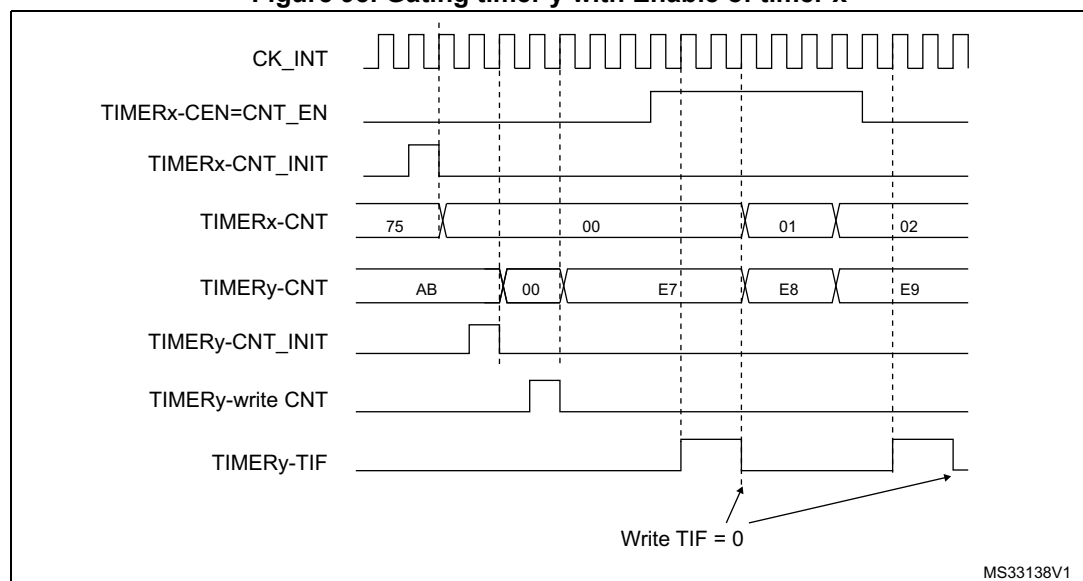 Figure 96. Gating timer y with Enable of timer x
CK_INT
TIMERx-CEN=CNT_EN
TIMERx-CNT_INIT
TIMERx-CNT
75
00
01
02
TIMERy-CNT
AB
00
E7
E8
E9
TIMERy-CNT_INIT
TIMERy-write CNT
TIMERy-TIF
Write TIF = 0
MS33138V1